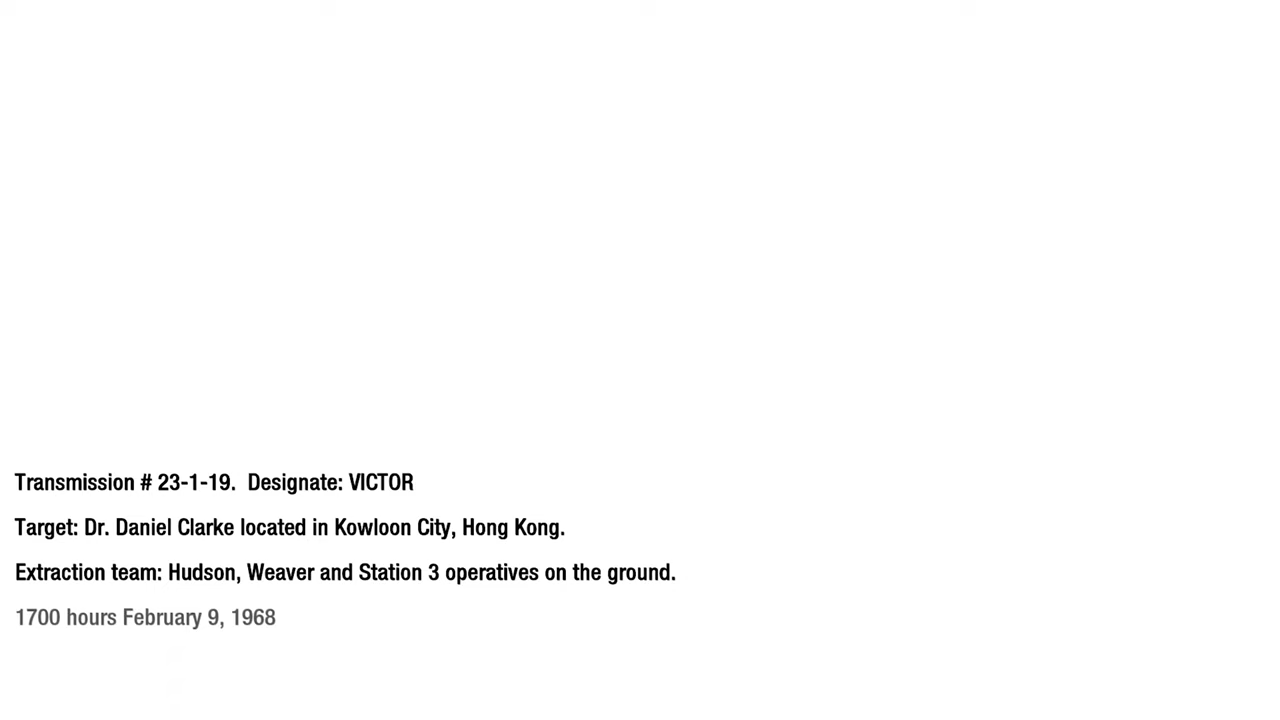 Transmission # 23-1-19.  Designate: VICTOR
Target: Dr. Daniel Clarke located in Kowloon City, Hong Kong.
Extraction team: Hudson, Weaver and Station 3 operatives on the ground.
1700 hours February 9, 1968